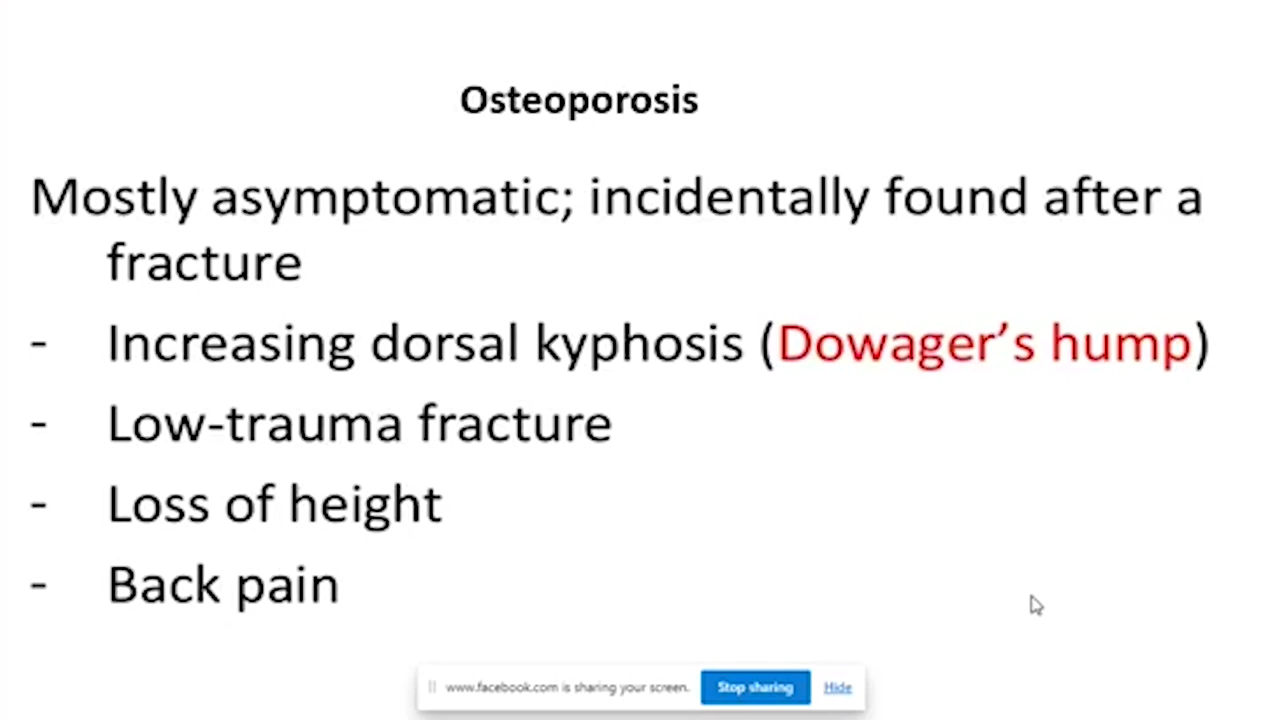 Osteoporosis
Mostly asymptomatic; incidentally found after a
fracture
- Increasing dorsal kyphosis (Dowager’s hump)
- Low-trauma fracture
- Loss of height
- Back pain
www.facebook.com is sharing your screen. Stop sharing Hide